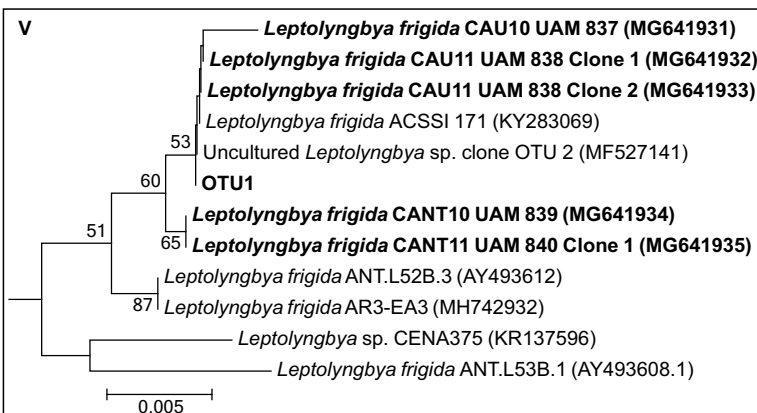 V
Leptolyngbya frigida CAU10 UAM 837 (MG641931)
Leptolyngbya frigida CAU11 UAM 838 Clone 1 (MG641932)
Leptolyngbya frigida CAU11 UAM 838 Clone 2 (MG641933)
Leptolyngbya frigida ACSSI 171 (KY283069)
53
Uncultured Leptolyngbya sp. clone OTU 2 (MF527141)
60
OTU1
Leptolyngbya frigida CANT10 UAM 839 (MG641934)
51
65
Leptolyngbya frigida CANT11 UAM 840 Clone 1 (MG641935)
Leptolyngbya frigida ANT.L52B.3 (AY493612)
87
Leptolyngbya frigida AR3-EA3 (MH742932)
Leptolyngbya sp. CENA375 (KR137596)
Leptolyngbya frigida ANT.L53B.1 (AY493608.1)
0.005